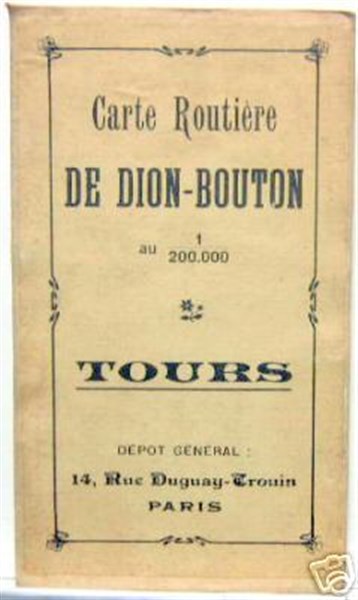 Carte Routière
DE DION-BOUTON
au 1/200.000
TOURS
DÉPOT GÉNÉRAL :
14, Rue Duguay-Trouin
PARIS